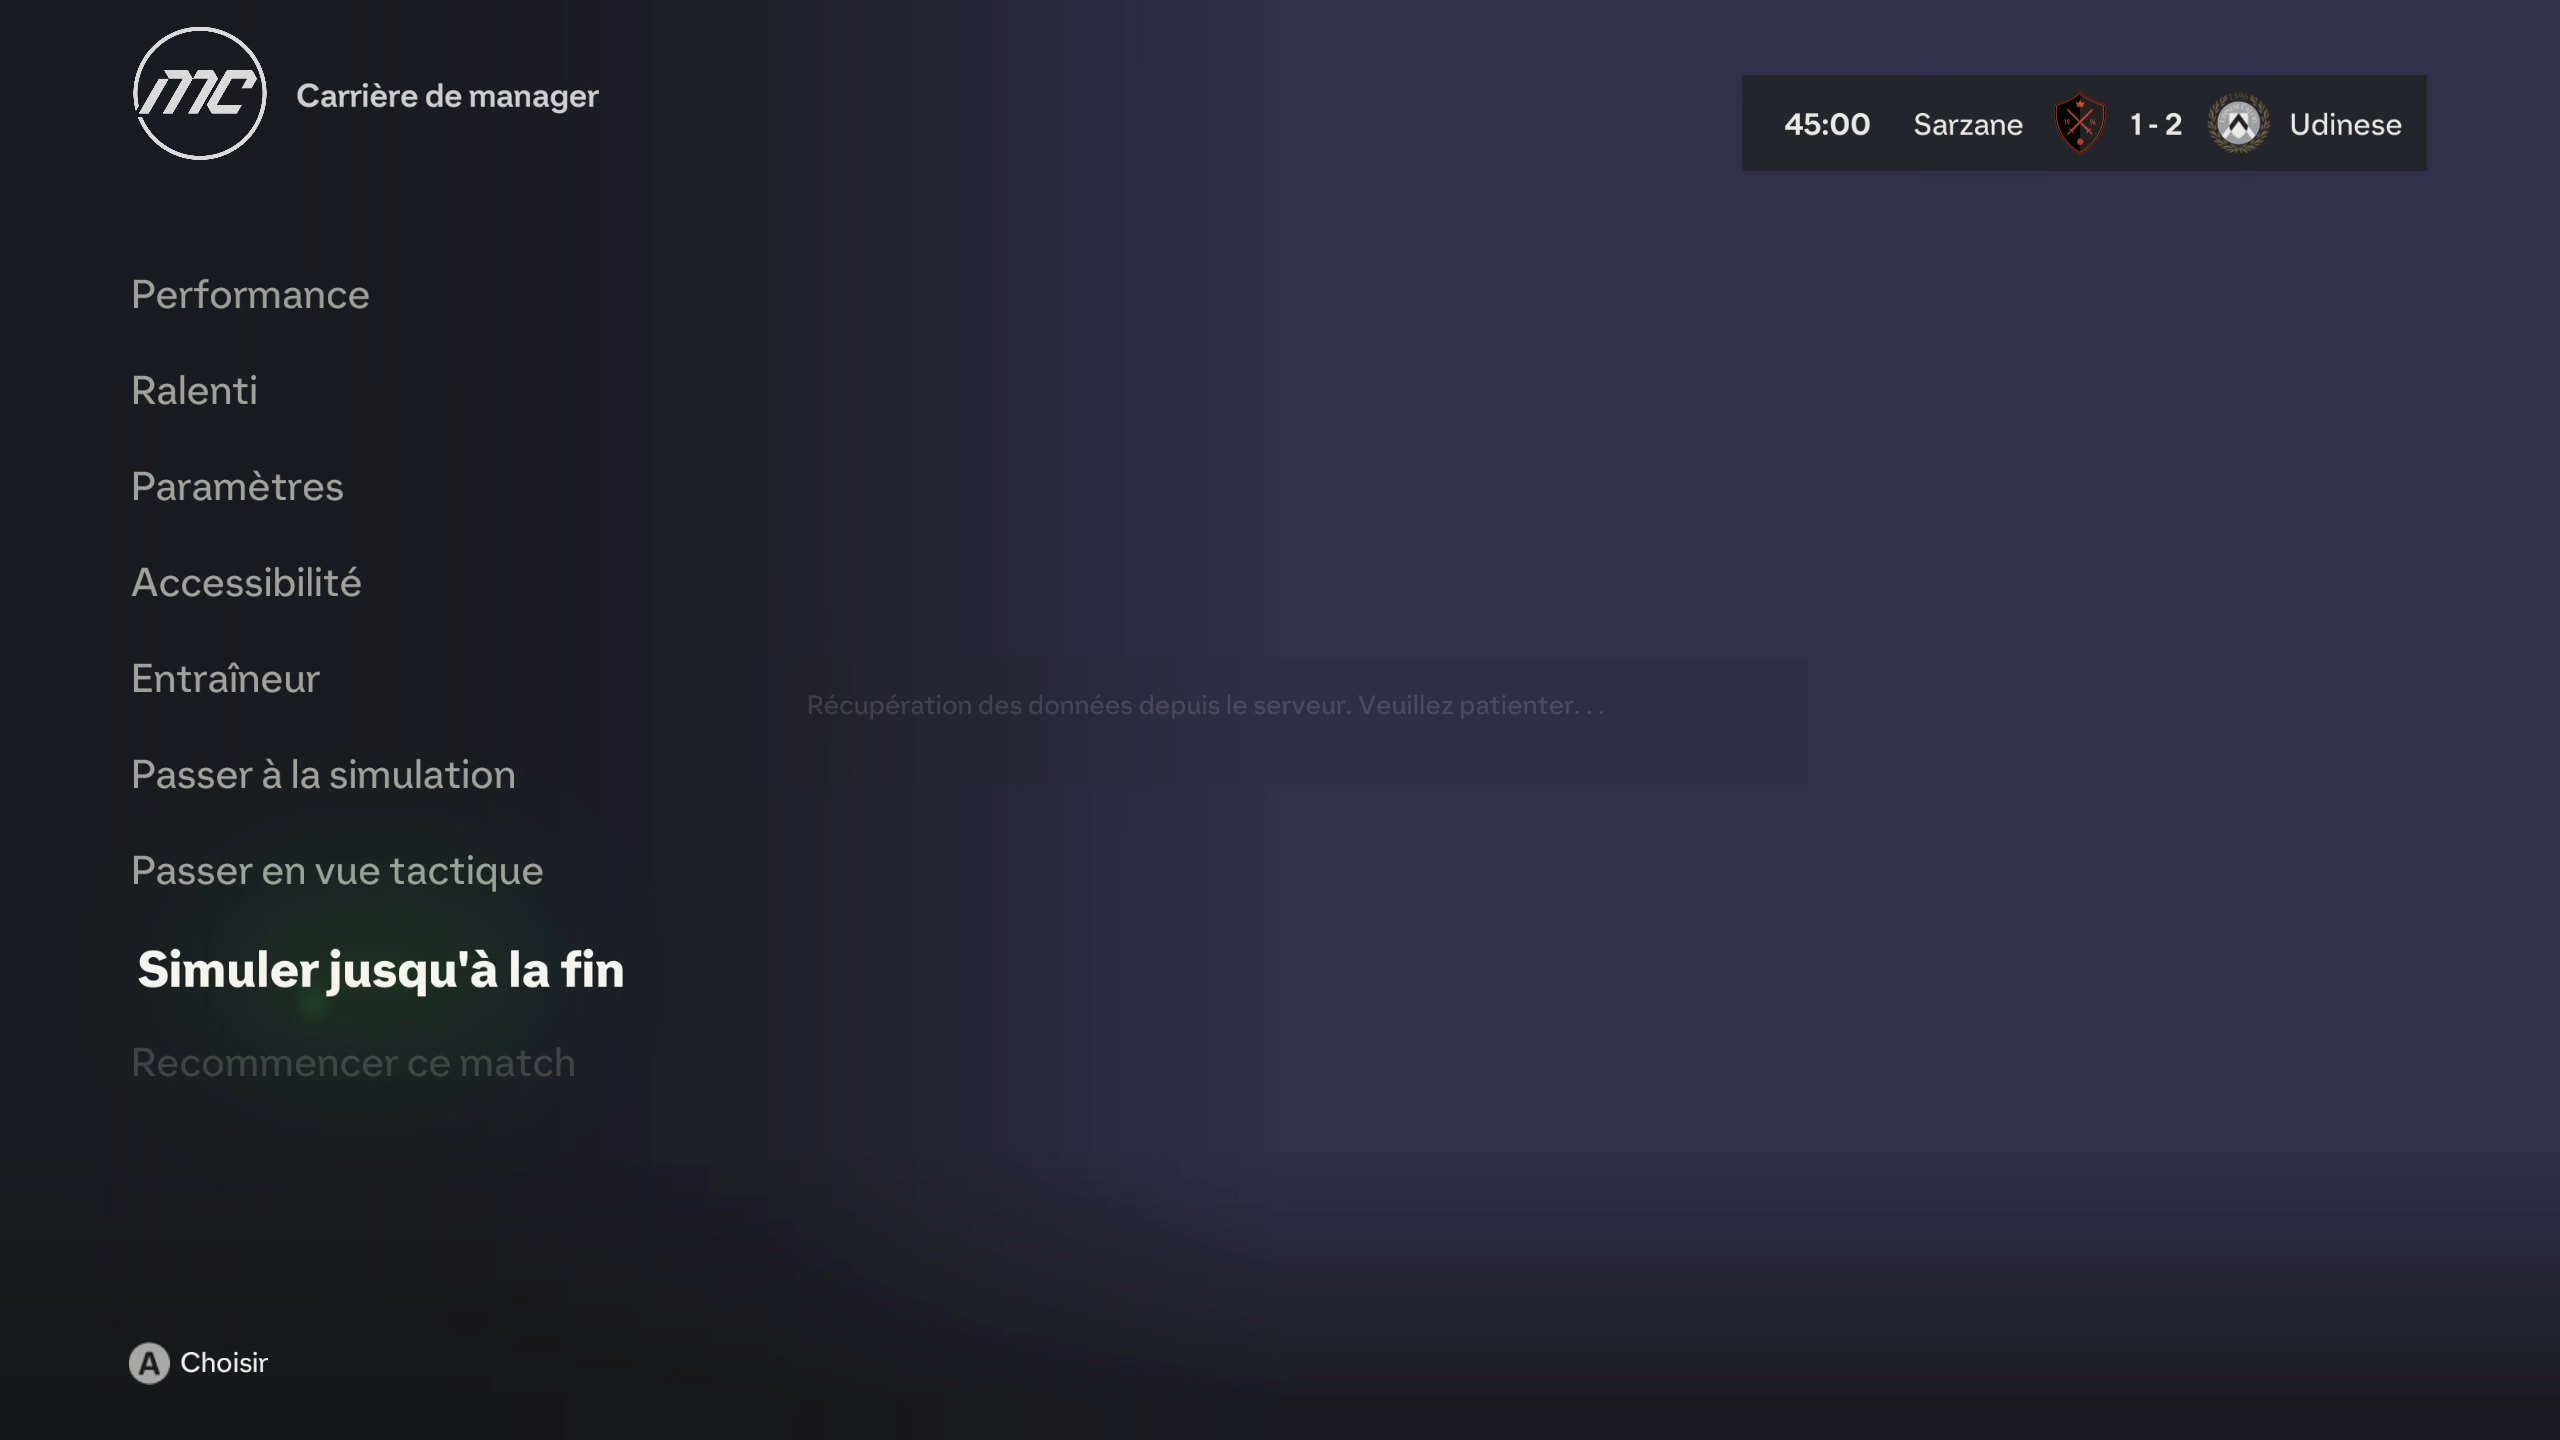 MC
Carrière de manager
45:00 Sarzane 1 - 2 Udinese
Performance
Ralenti
Paramètres
Accessibilité
Entraîneur
Récupération des données depuis le serveur. Veuillez patienter...
Passer à la simulation
Passer en vue tactique
Simuler jusqu'à la fin
Recommencer ce match
A Choisir